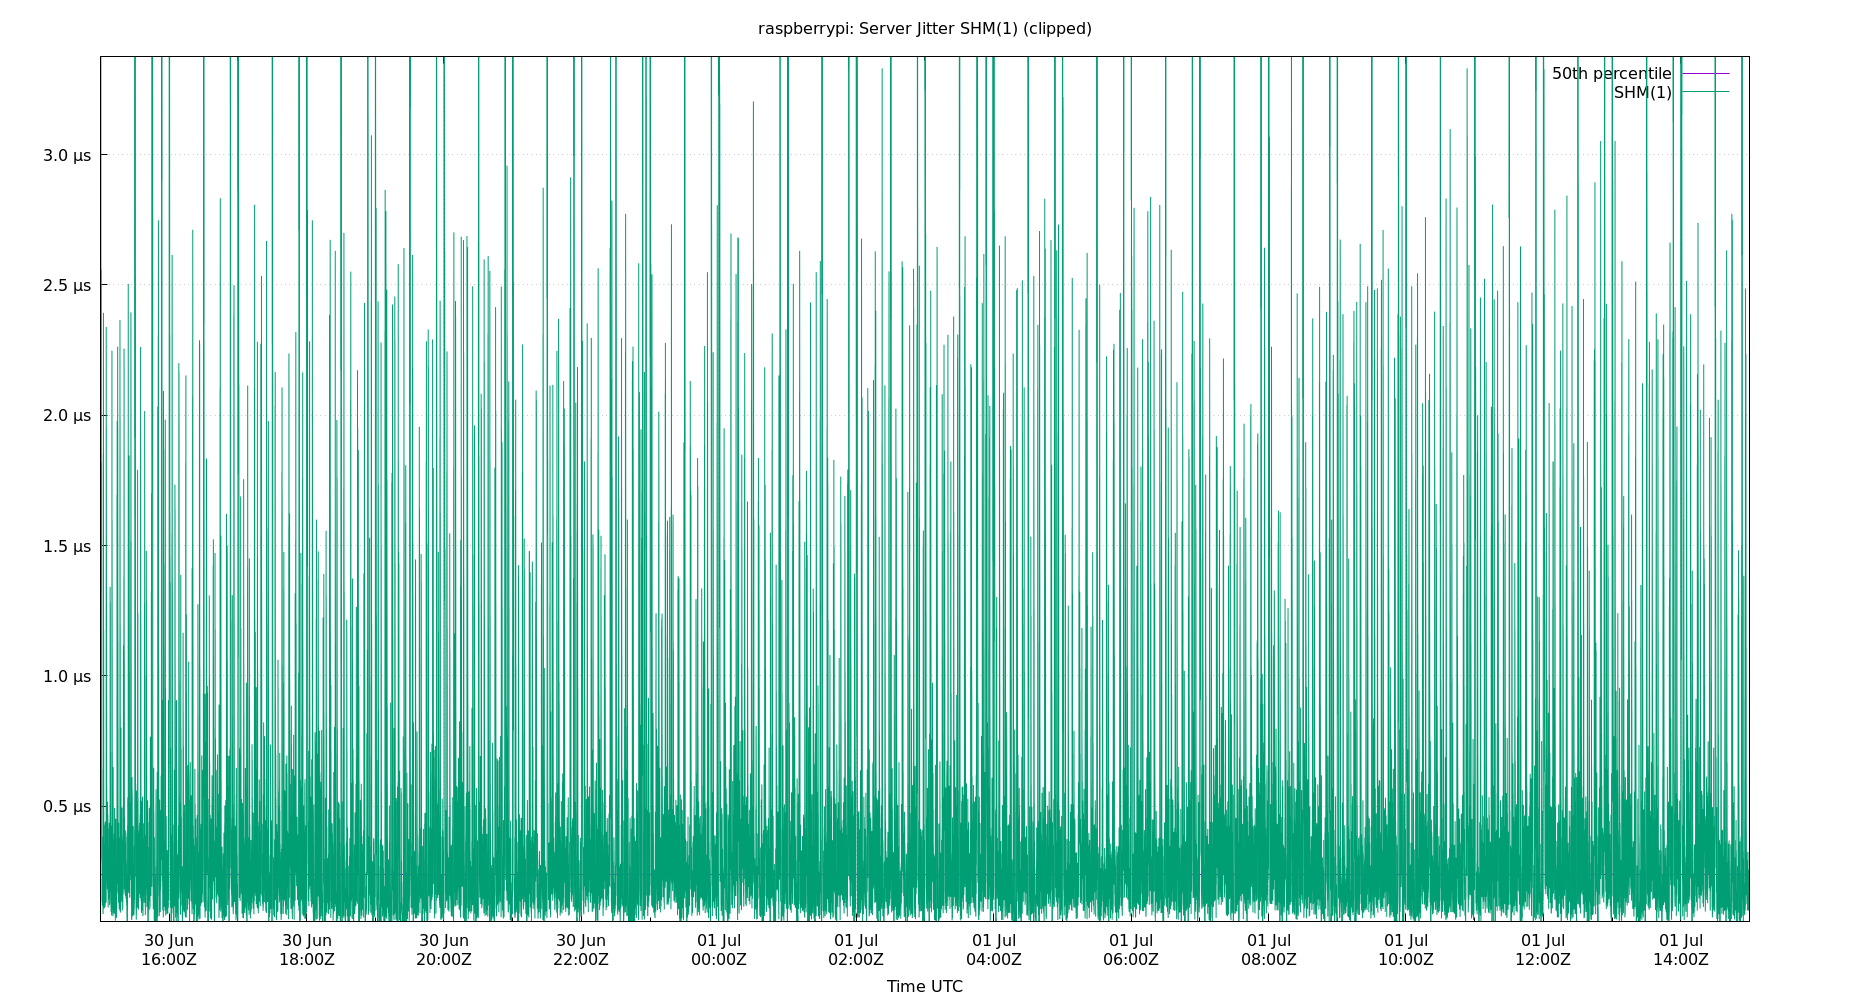 raspberrypi: Server Jitter SHM(1) (clipped)
50th percentile
SHM(1)
3.0 µs
2.5 µs
2.0 µs
1.5 µs
1.0 µs
0.5 µs
30 Jun 30 Jun 30 Jun 30 Jun 01 Jul 01 Jul 01 Jul 01 Jul 01 Jul 01 Jul 01 Jul 01 Jul
16:00Z 18:00Z 20:00Z 22:00Z 00:00Z 02:00Z 04:00Z 06:00Z 08:00Z 10:00Z 12:00Z 14:00Z
Time UTC